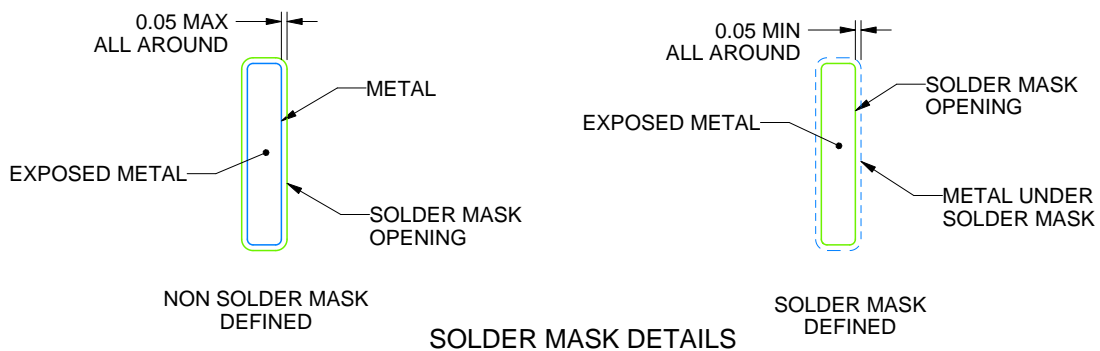 0.05 MAX
ALL AROUND
METAL
EXPOSED METAL
SOLDER MASK
OPENING
NON SOLDER MASK
DEFINED
0.05 MIN
ALL AROUND
SOLDER MASK
OPENING
EXPOSED METAL
METAL UNDER
SOLDER MASK
SOLDER MASK
DEFINED
SOLDER MASK DETAILS